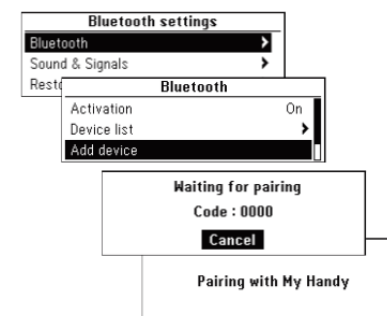 Bluetooth settings
Bluetooth
Sound & Signals
Bluetooth
Activation On
Device list
Add device
Waiting for pairing
Code : 0000
Cancel
Pairing with My Handy